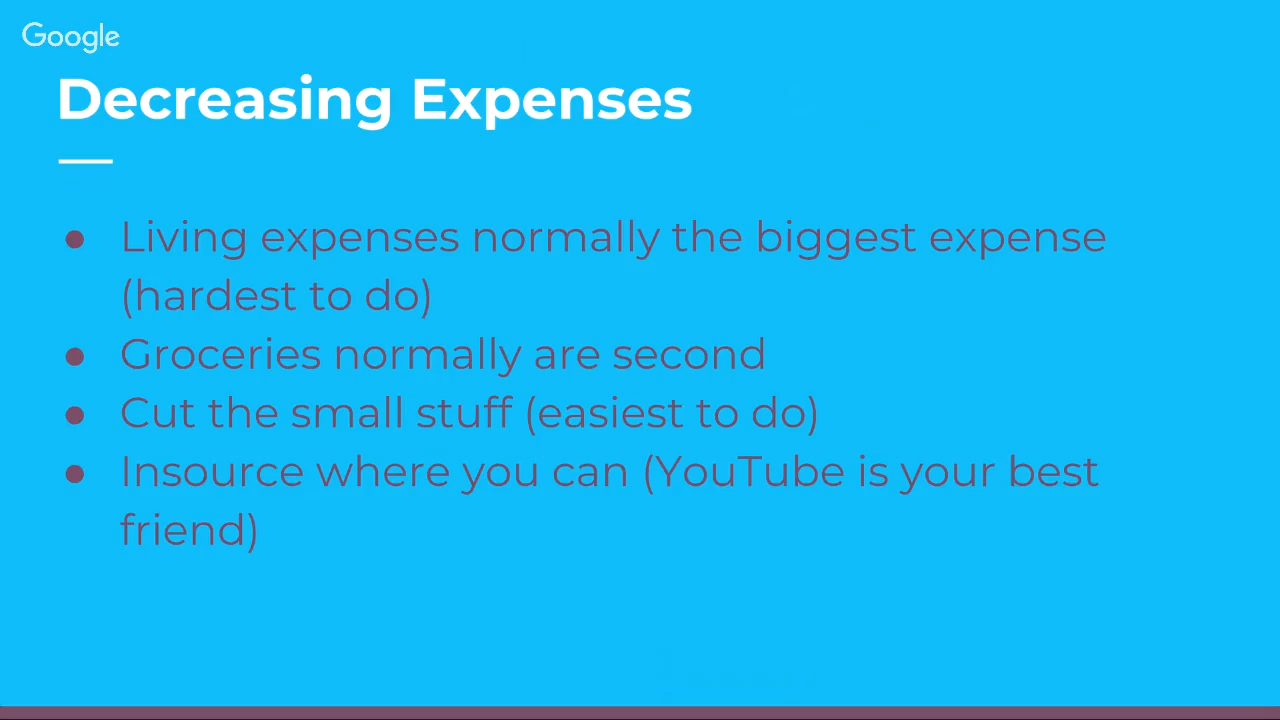 Google
Decreasing Expenses
● Living expenses normally the biggest expense
(hardest to do)
● Groceries normally are second
● Cut the small stuff (easiest to do)
● Insource where you can (YouTube is your best
friend)